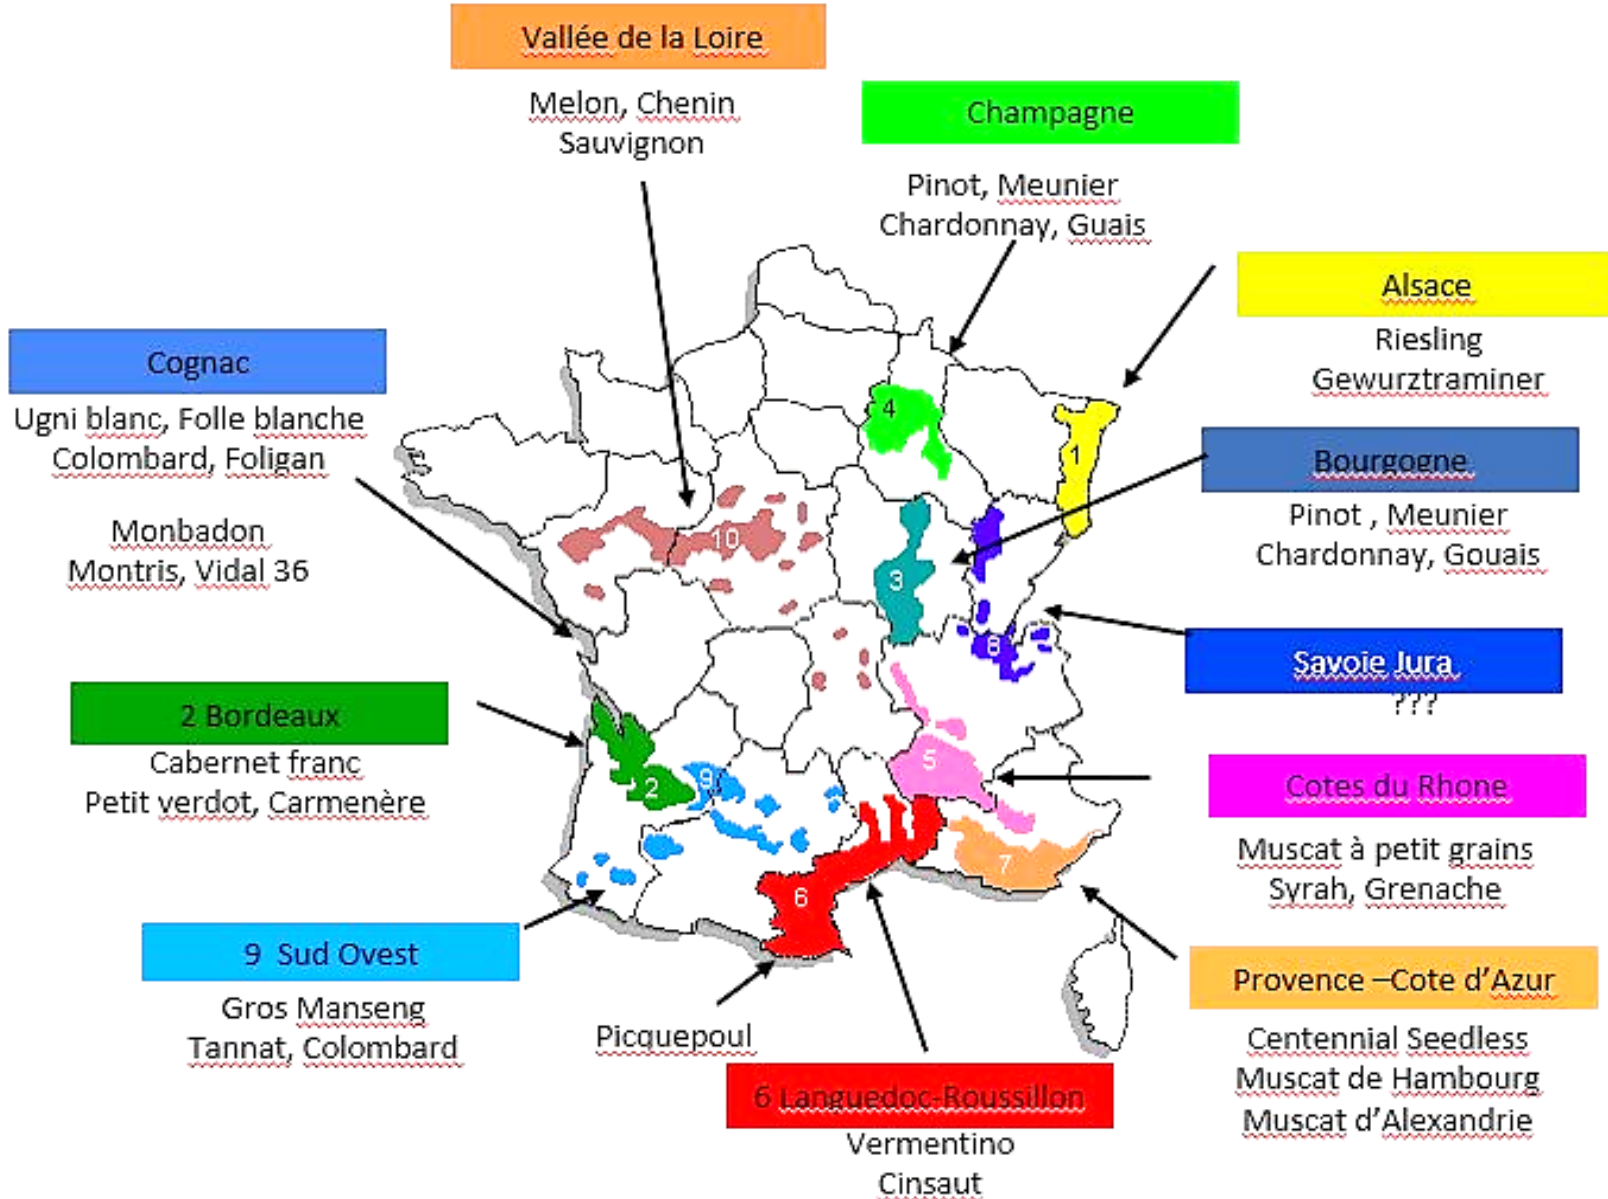 Vallée de la Loire
Melon, Chenin
Sauvignon
Champagne
Pinot, Meunier
Chardonnay, Guais
Alsace
Riesling
Gewurztraminer
Cognac
Ugni blanc, Folle blanche
Colombard, Foligan
Monbadon
Montris, Vidal 36
Bourgogne
Pinot , Meunier
Chardonnay, Gouais
Savoie Jura
???
2 Bordeaux
Cabernet franc
Petit verdot, Carmenère
Cotes du Rhone
Muscat à petit grains
Syrah, Grenache
9 Sud Ovest
Gros Manseng
Tannat, Colombard
Picquepoul
6 Languedoc-Roussillon
Vermentino
Cinsaut
Provence –Cote d’Azur
Centennial Seedless
Muscat de Hambourg
Muscat d’Alexandrie
4
1
10
3
8
5
2
9
7
6